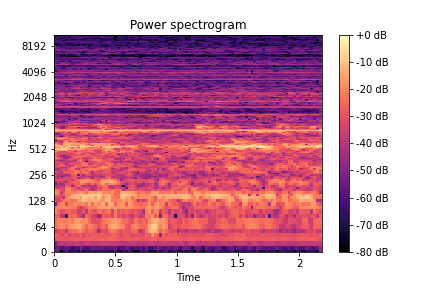 Power spectrogram
Hz
8192
4096
2048
1024
512
256
128
64
0
0 0.5 1 1.5 2
Time
+0 dB
-10 dB
-20 dB
-30 dB
-40 dB
-50 dB
-60 dB
-70 dB
-80 dB